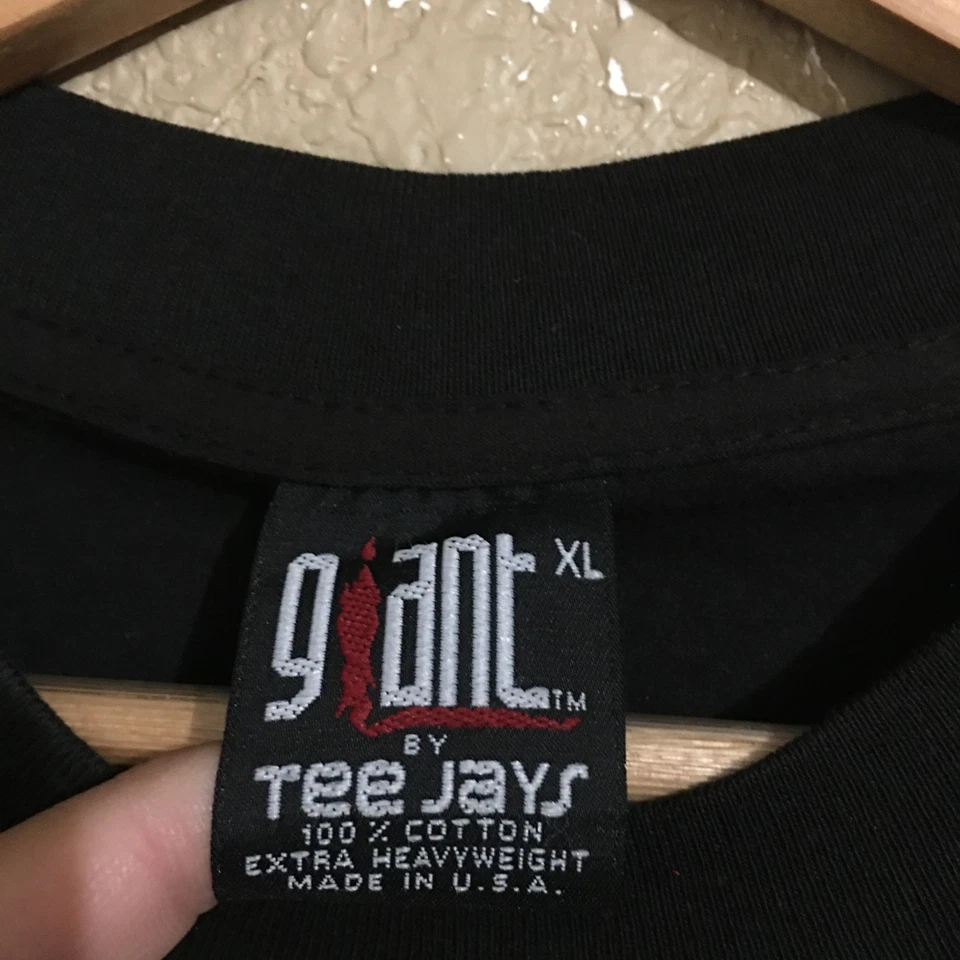 giant XL
TM
BY
TEE JAYS
100% COTTON
EXTRA HEAVYWEIGHT
MADE IN U.S.A.